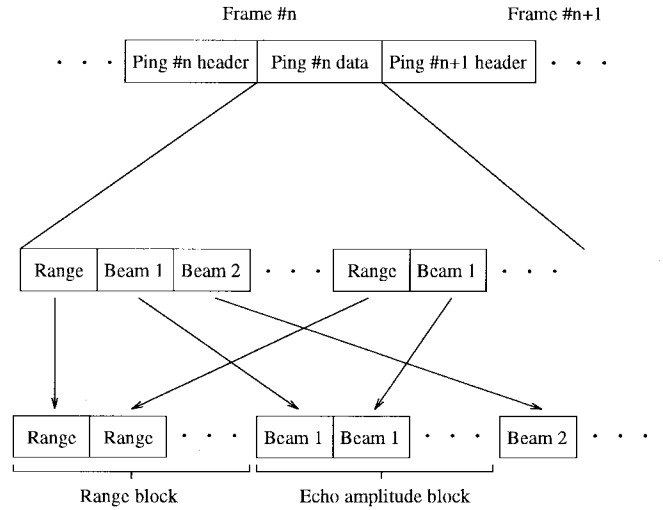 Frame #n Frame #n+1
· · · Ping #n header Ping #n data Ping #n+1 header · · ·
Range Beam 1 Beam 2 · · · Range Beam 1 · · ·
Range Range · · · Beam 1 Beam 1 · · · Beam 2 · · ·
Range block Echo amplitude block